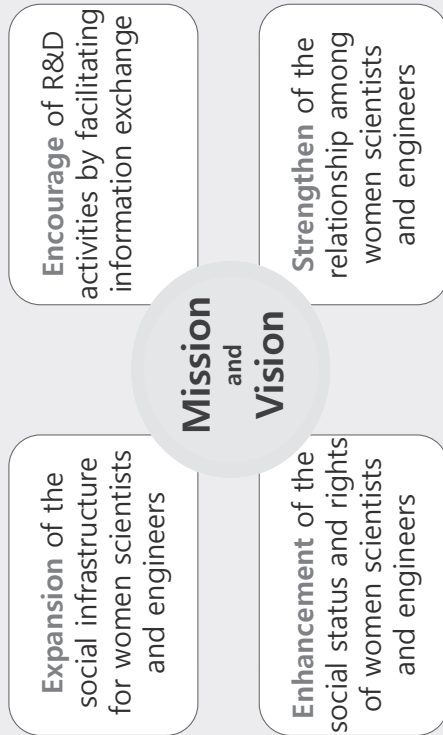 Expansion of the
social infrastructure
for women scientists
and engineers
Encourage of R&D
activities by facilitating
information exchange
Mission
and
Vision
Enhancement of the
social status and rights
of women scientists
and engineers
Strengthen of the
relationship among
women scientists
and engineers